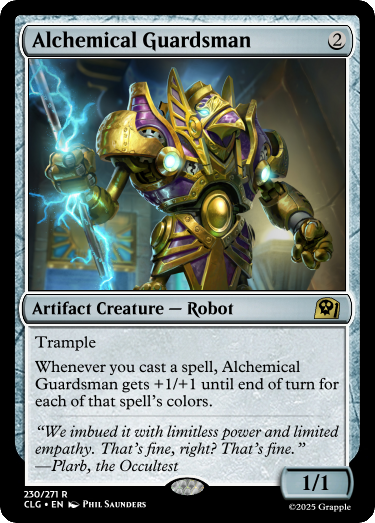 Alchemical Guardsman 2
Artifact Creature — Robot
Trample
Whenever you cast a spell, Alchemical
Guardsman gets +1/+1 until end of turn for
each of that spell's colors.
“We imbued it with limitless power and limited
empathy. That's fine, right? That's fine.”
—Plarb, the Occultest
1/1
230/271 R
CLG • EN Phil Saunders
©2025 Grapple